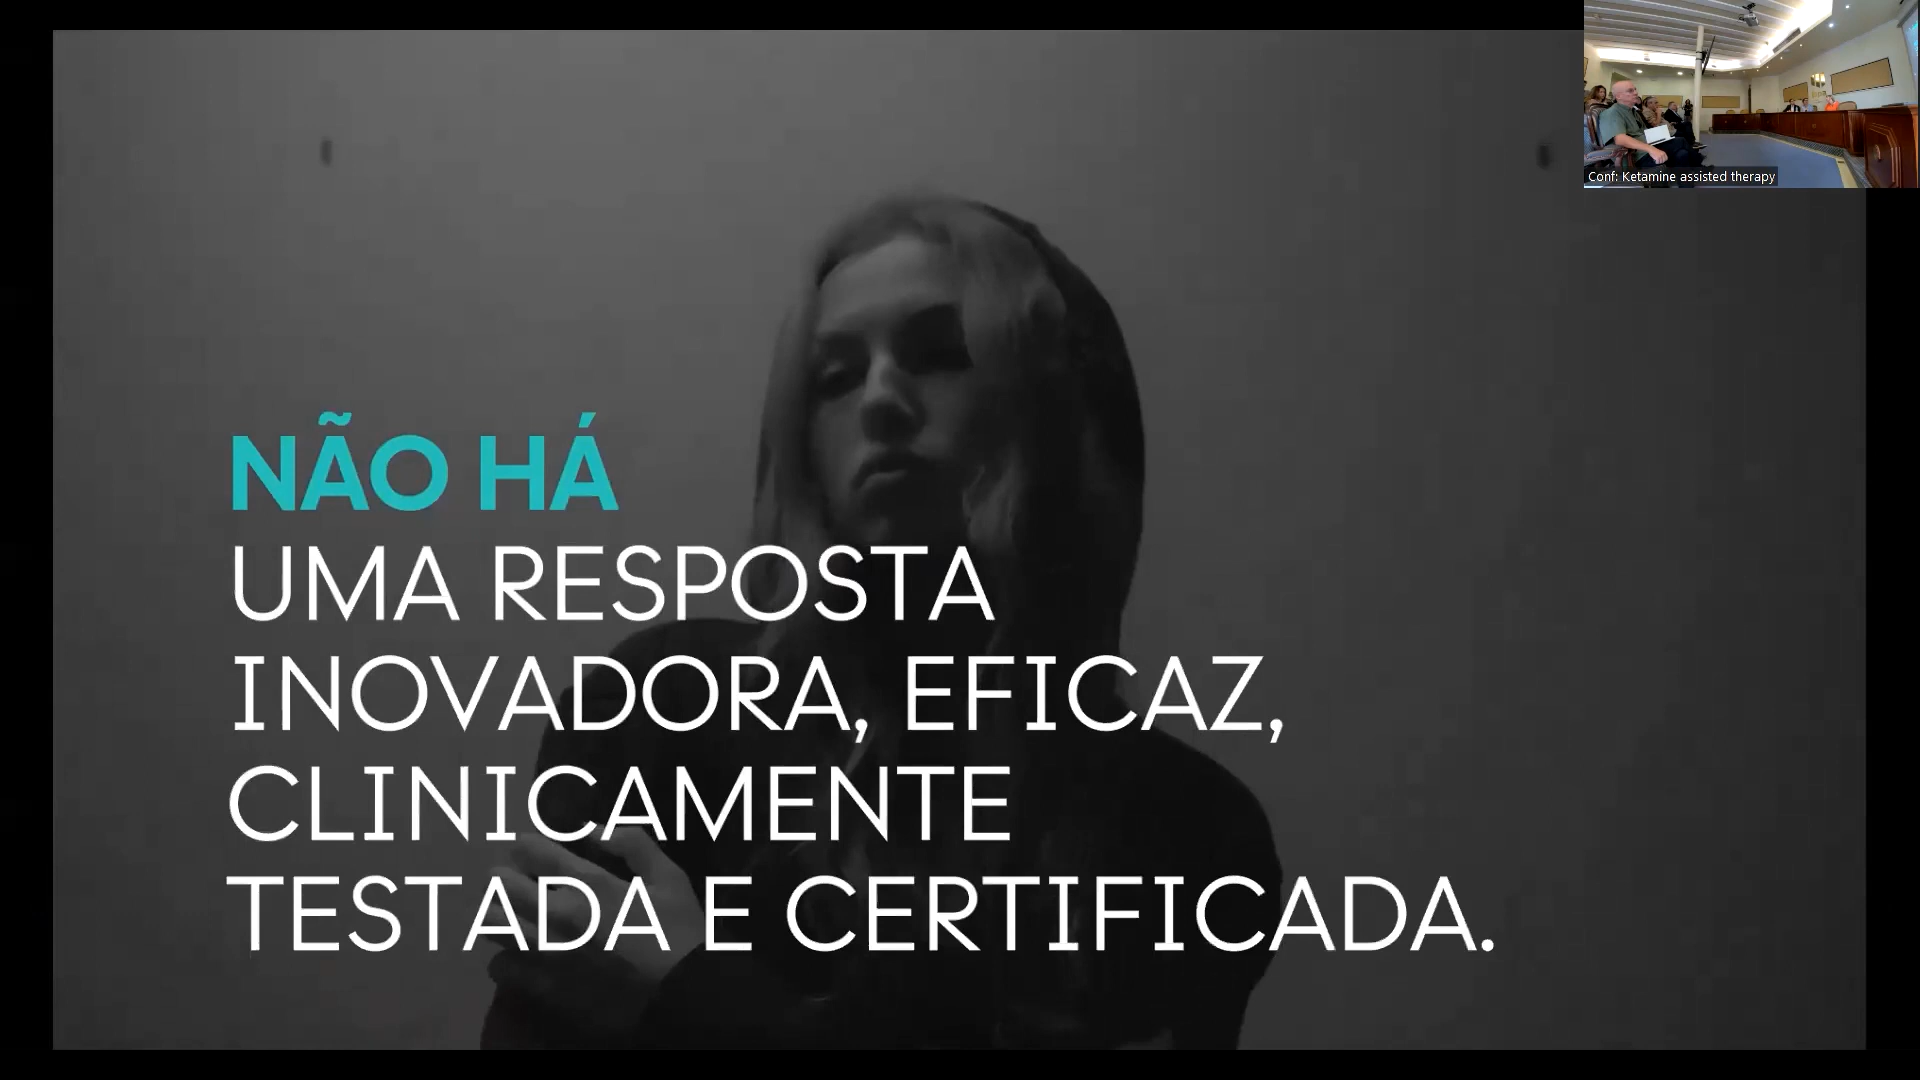 NÃO HÁ
UMA RESPOSTA
INOVADORA, EFICAZ,
CLINICAMENTE
TESTADA E CERTIFICADA.
Conf: Ketamine assisted therapy